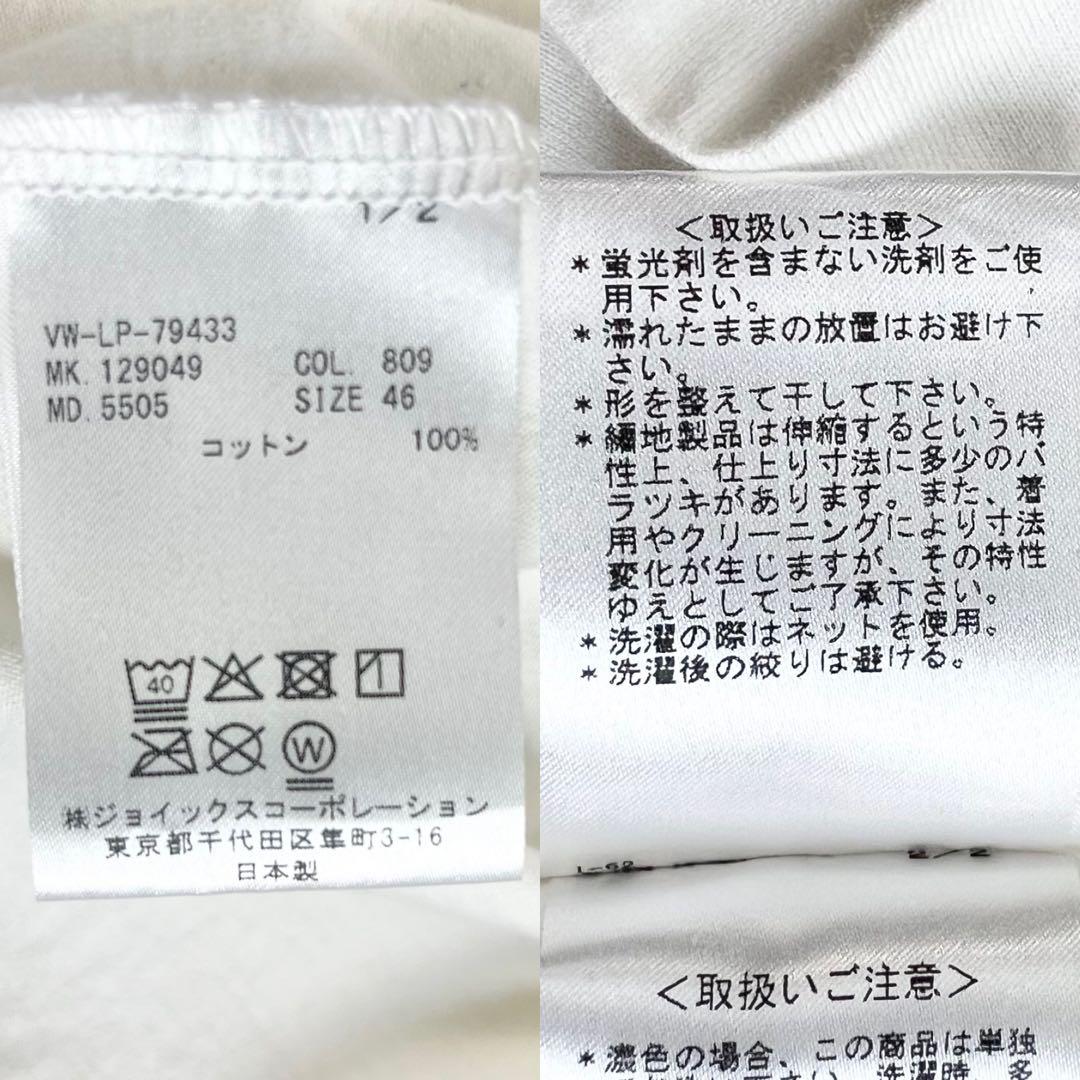 1/2
VW-LP-79433
MK. 129049 COL. 809
MD. 5505 SIZE 46
コットン 100%
40
W
株ジョイックスコーポレーション
東京都千代田区隼町3-16
日本製
<取扱いご注意>
*蛍光剤を含まない洗剤をご使
用下さい。
*濡れたままの放置はお避け下
さい。
*形を整えて干して下さい。
*編地製品は伸縮するという特
性上、仕上り寸法に多少のバ
ラツキがあります。また、着
用やクリーニングにより寸法
変化が生じますが、その特性
ゆえとしてご了承下さい。
*洗濯の際はネットを使用。
*洗濯後の絞りは避ける。
2/2
<取扱いご注意>
*濃色の場合、この商品は単独